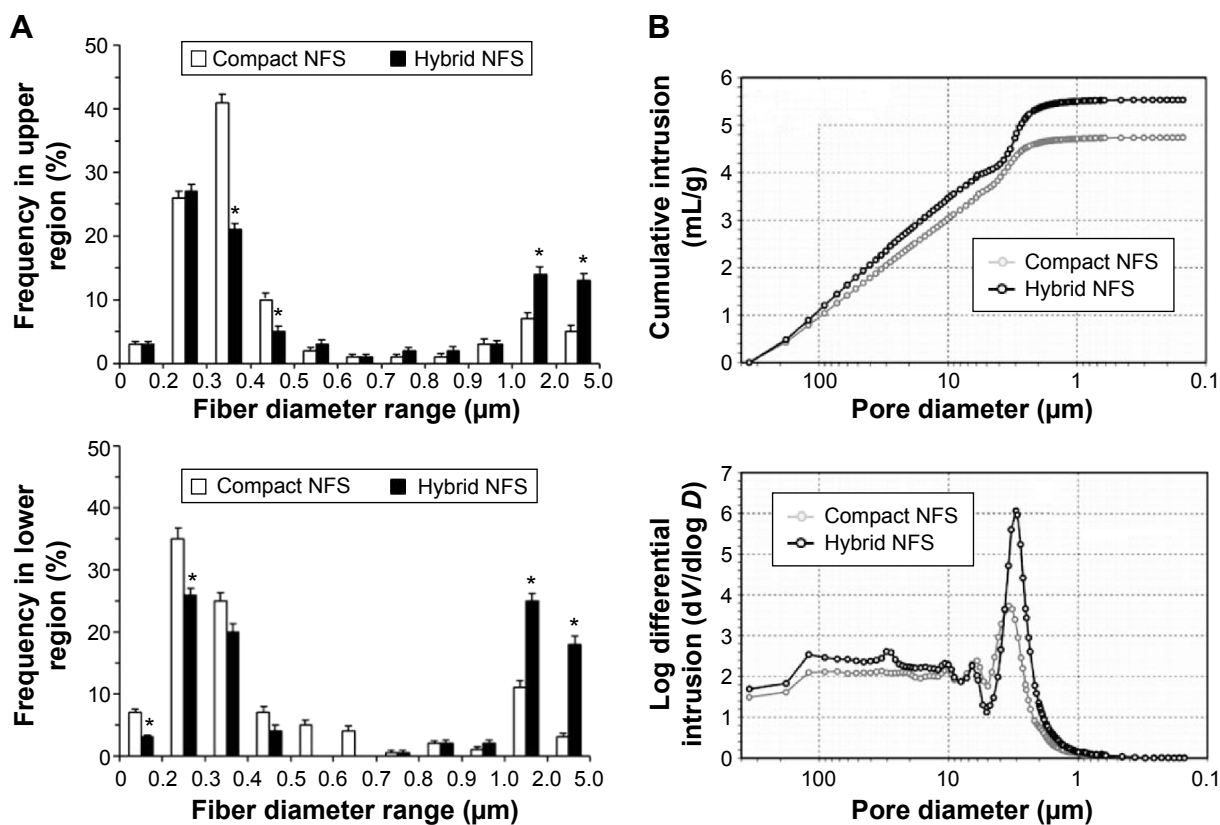 A
Compact NFS Hybrid NFS
Frequency in upper
region (%)
50
40
30
20
10
0
* * * *
0 0.2 0.3 0.4 0.5 0.6 0.7 0.8 0.9 1.0 2.0 5.0
Fiber diameter range (µm)
Compact NFS Hybrid NFS
Frequency in lower
region (%)
50
40
30
20
10
0
* * * *
0 0.2 0.3 0.4 0.5 0.6 0.7 0.8 0.9 1.0 2.0 5.0
Fiber diameter range (µm)
B
Cumulative intrusion
(mL/g)
6
5
4
3
2
1
0
Compact NFS
Hybrid NFS
100 10 1 0.1
Pore diameter (µm)
Log differential
intrusion (dV/dlog D)
7
6
5
4
3
2
1
0
Compact NFS
Hybrid NFS
100 10 1 0.1
Pore diameter (µm)